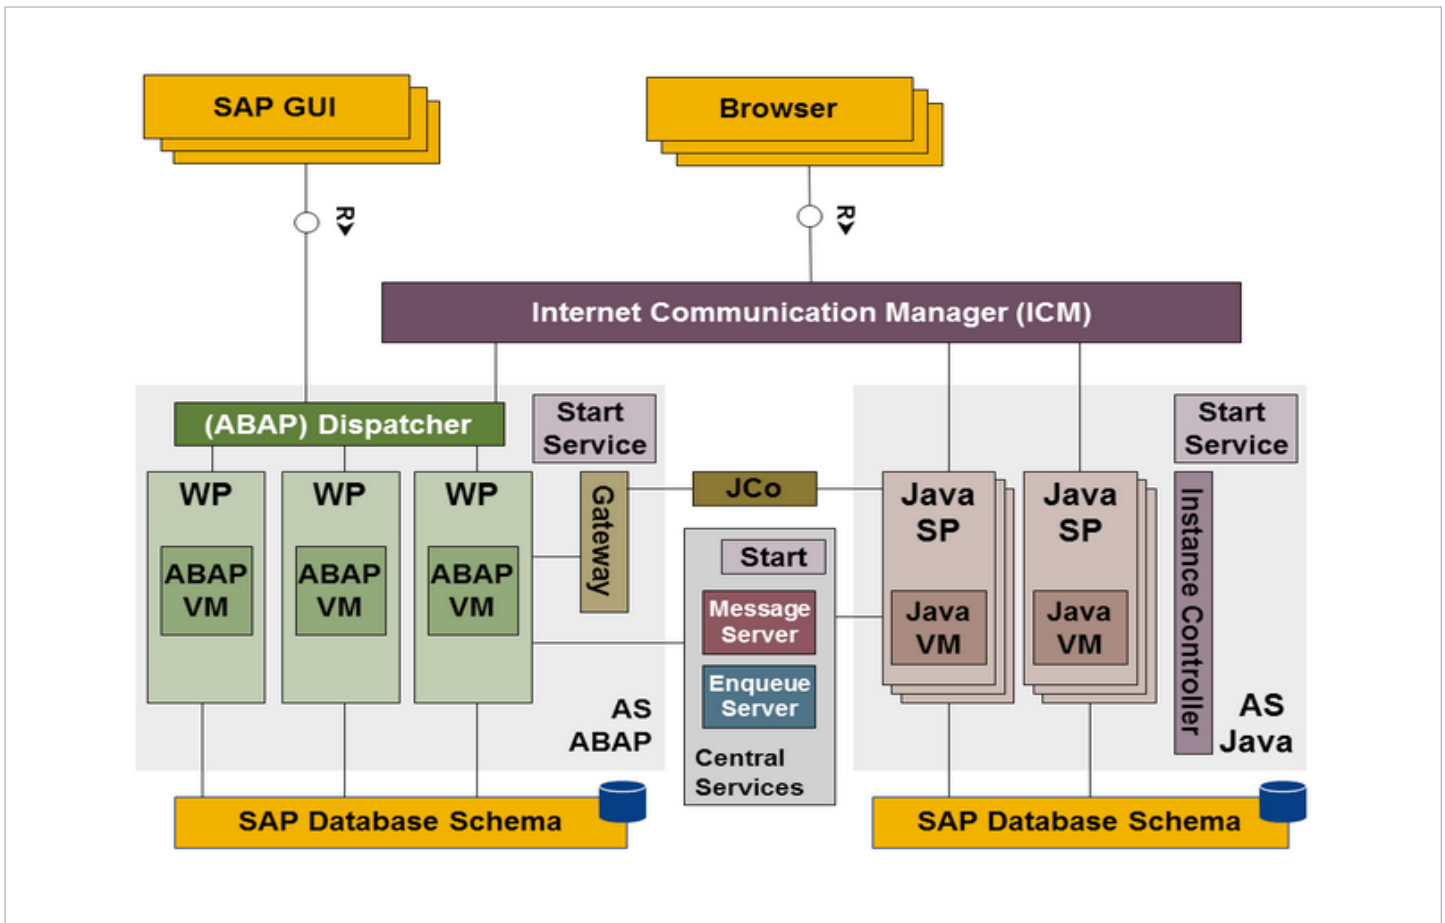 SAP GUI
Browser
R
R
Internet Communication Manager (ICM)
(ABAP) Dispatcher
Start
Service
Start
Service
WP
WP
WP
ABAP
VM
ABAP
VM
ABAP
VM
Gateway
JCo
Java
SP
Java
SP
Java
VM
Java
VM
Instance Controller
Start
Message
Server
Enqueue
Server
Central
Services
AS
ABAP
AS
Java
SAP Database Schema
SAP Database Schema